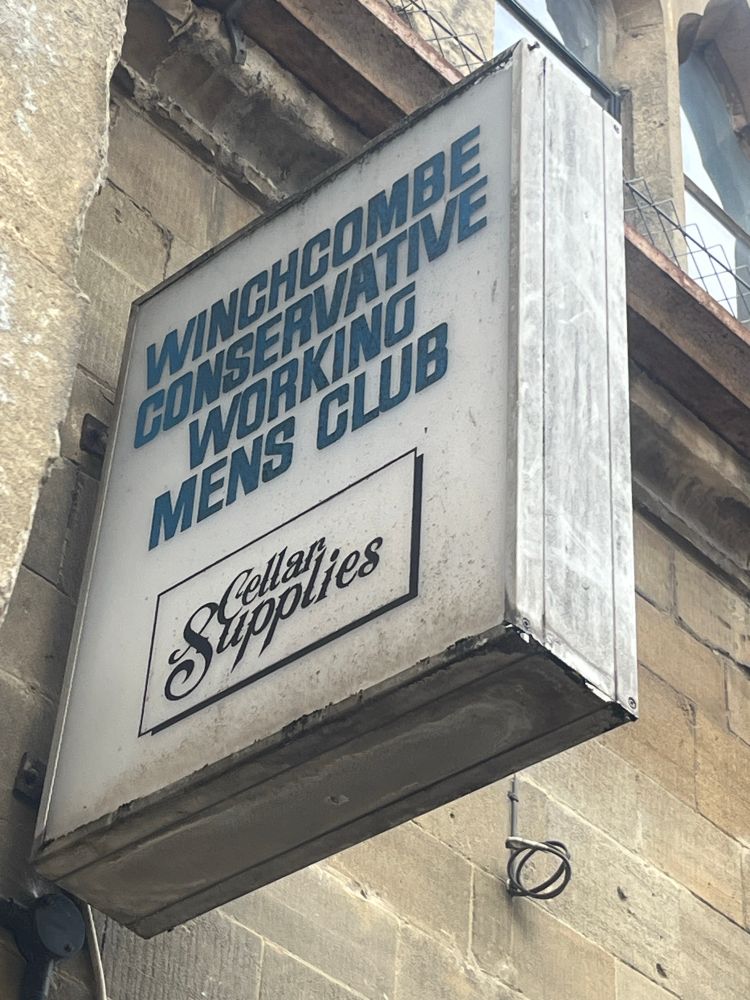 WINCHCOMBE
CONSERVATIVE
WORKING
MENS CLUB
Cellar
Supplies